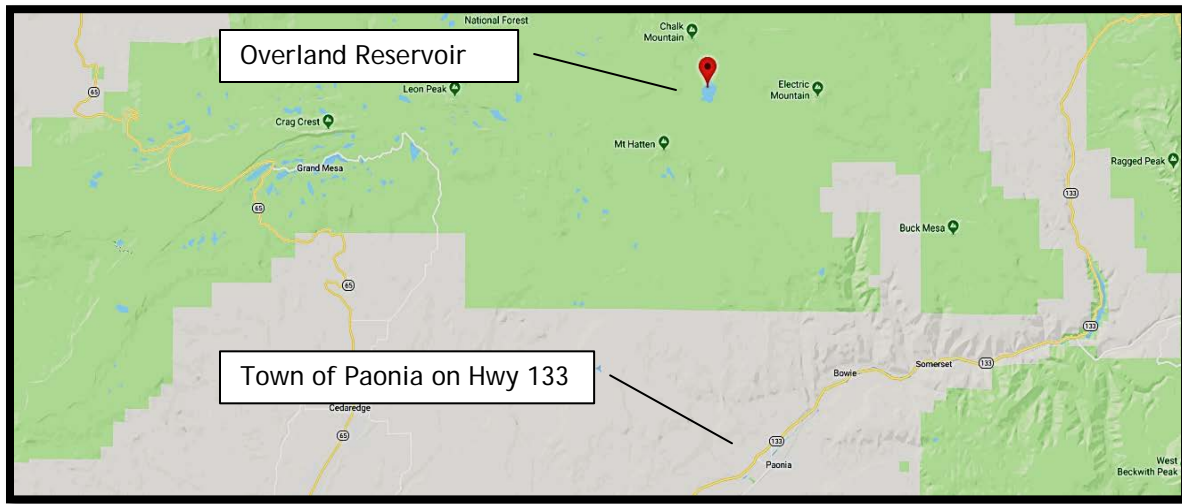 National Forest
Chalk
Mountain
Overland Reservoir
65
Leon Peak
Electric
Mountain
Crag Crest
Mt Hatten
Ragged Peak
Grand Mesa
133
65
Buck Mesa
65
133
Somerset
133
Town of Paonia on Hwy 133
Bowie
Cedaredge
65
133
Paonia
West
Beckwith Peak